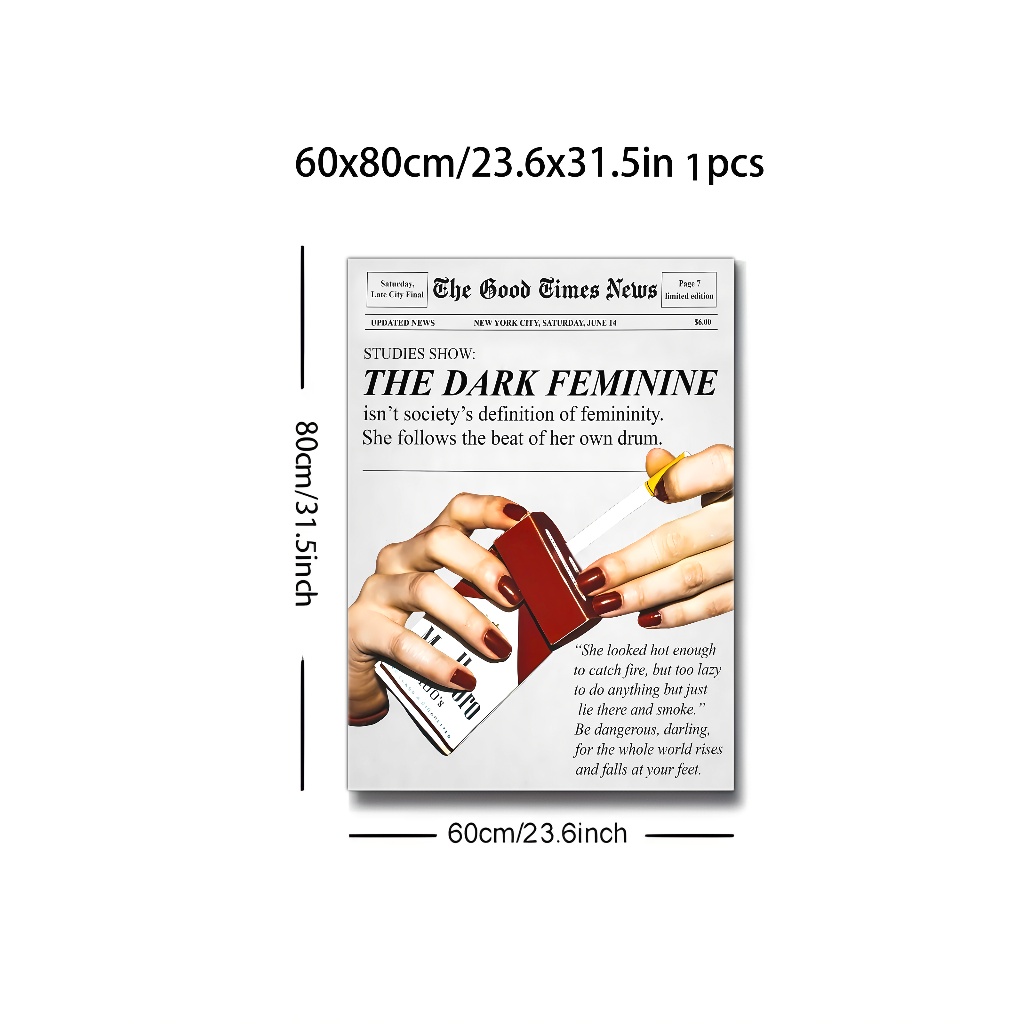 60x80cm/23.6x31.5in 1pcs
80cm/31.5inch
Saturday,
Late City Final
The Good Times News
Page 7
limited edition
UPDATED NEWS
NEW YORK CITY, SATURDAY, JUNE 14
$6.00
STUDIES SHOW:
THE DARK FEMININE
isn't society's definition of femininity.
She follows the beat of her own drum.
100's
“She looked hot enough
to catch fire, but too lazy
to do anything but just
lie there and smoke.”
Be dangerous, darling,
for the whole world rises
and falls at your feet.
60cm/23.6inch